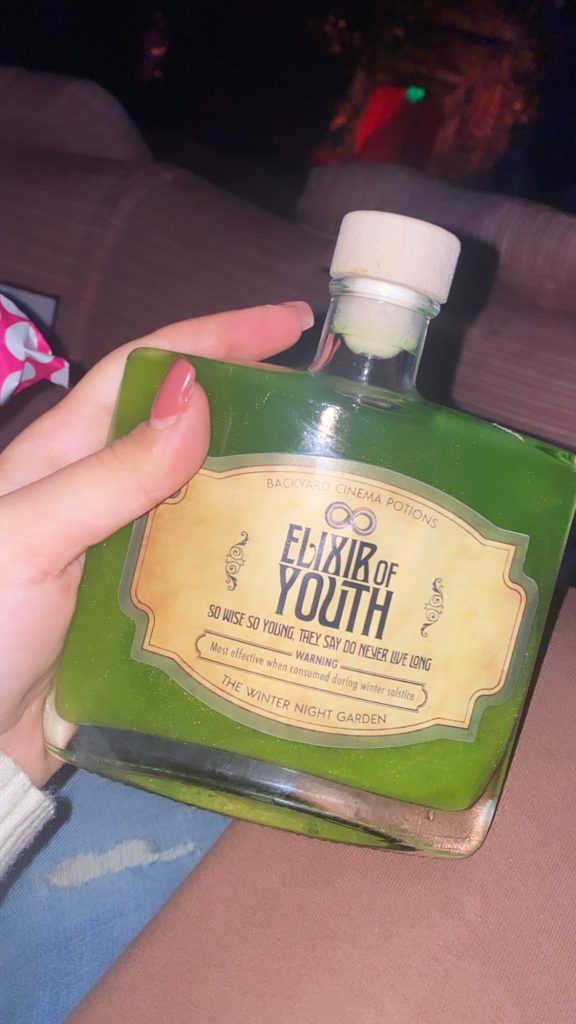 BACKYARD CINEMA POTIONS
ELIXIR OF
YOUTH
SO WISE SO YOUNG, THEY SAY DO NEVER LIVE LONG
WARNING
Most effective when consumed during winter solstice
THE WINTER NIGHT GARDEN